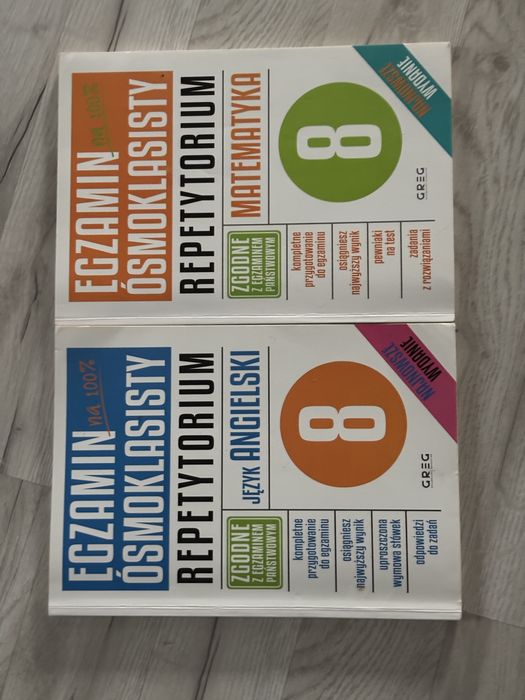 EGZAMIN
na 100%
ÓSMOKLASISTY
REPETYTORIUM
MATEMATYKA
ZGODNE
Z EGZAMINEM
PAŃSTWOWYM
kompletne
przygotowanie
do egzaminu
osiągniesz
najwyższy wynik
pewniaki
na test
zadania
z rozwiązaniami
8
GREG
NAJNOWSZE
WYDANIE
EGZAMIN
na 100%
ÓSMOKLASISTY
REPETYTORIUM
JĘZYK ANGIELSKI
ZGODNE
Z EGZAMINEM
PAŃSTWOWYM
kompletne
przygotowanie
do egzaminu
osiągniesz
najwyższy wynik
uproszczona
wymowa słówek
odpowiedzi
do zadań
8
GREG
NAJNOWSZE
WYDANIE